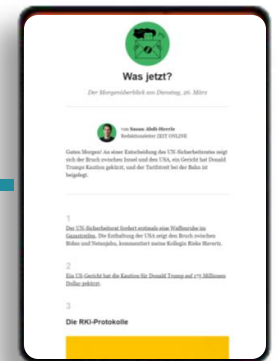 Was jetzt?
Der Morgenüberblick am Dienstag, 26. März
von Sasan Abdi-Herrle
Redaktionsleiter ZEIT ONLINE
Guten Morgen! An einer Entscheidung des UN-Sicherheitsrates zeigt
sich der Bruch zwischen Israel und den USA, ein Gericht hat Donald
Trumps Kaution gekürzt, und der Tarifstreit bei der Bahn ist
beigelegt.
1
Der UN-Sicherheitsrat fordert erstmals eine Waffenruhe im
Gazastreifen. Die Enthaltung der USA zeigt den Bruch zwischen
Biden und Netanjahu, kommentiert meine Kollegin Rieke Havertz.
2
Ein US-Gericht hat die Kaution für Donald Trump auf 175 Millionen
Dollar gekürzt.
3
Die RKI-Protokolle